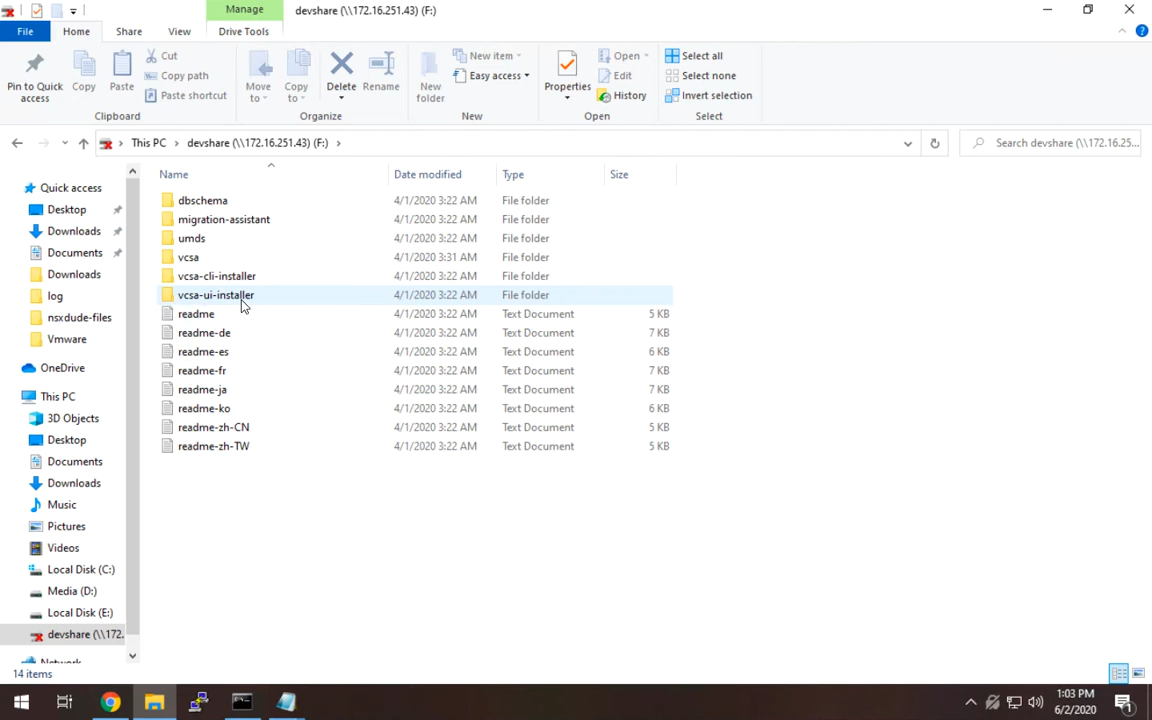 Manage
devshare (\\172.16.251.43) (F:)
File
Home
Share
View
Drive Tools
Pin to Quick access
Copy
Paste
Cut
Copy path
Paste shortcut
Clipboard
Move to
Copy to
Delete
Rename
Organize
New folder
New item
Easy access
New
Properties
Open
Edit
History
Open
Select all
Select none
Invert selection
Select
This PC
devshare (\\172.16.251.43) (F:)
Search devshare (\\172.16.25...
Name
Date modified
Type
Size
Quick access
Desktop
Downloads
Documents
Downloads
log
nsxdude-files
Vmware
OneDrive
This PC
3D Objects
Desktop
Documents
Downloads
Music
Pictures
Videos
Local Disk (C:)
Media (D:)
Local Disk (E:)
devshare (\\172.
Network
dbschema 4/1/2020 3:22 AM File folder
migration-assistant 4/1/2020 3:22 AM File folder
umds 4/1/2020 3:22 AM File folder
vcsa 4/1/2020 3:31 AM File folder
vcsa-cli-installer 4/1/2020 3:22 AM File folder
vcsa-ui-installer 4/1/2020 3:22 AM File folder
readme 4/1/2020 3:22 AM Text Document 5 KB
readme-de 4/1/2020 3:22 AM Text Document 7 KB
readme-es 4/1/2020 3:22 AM Text Document 6 KB
readme-fr 4/1/2020 3:22 AM Text Document 7 KB
readme-ja 4/1/2020 3:22 AM Text Document 7 KB
readme-ko 4/1/2020 3:22 AM Text Document 6 KB
readme-zh-CN 4/1/2020 3:22 AM Text Document 5 KB
readme-zh-TW 4/1/2020 3:22 AM Text Document 5 KB
14 items
1:03 PM
6/2/2020
1